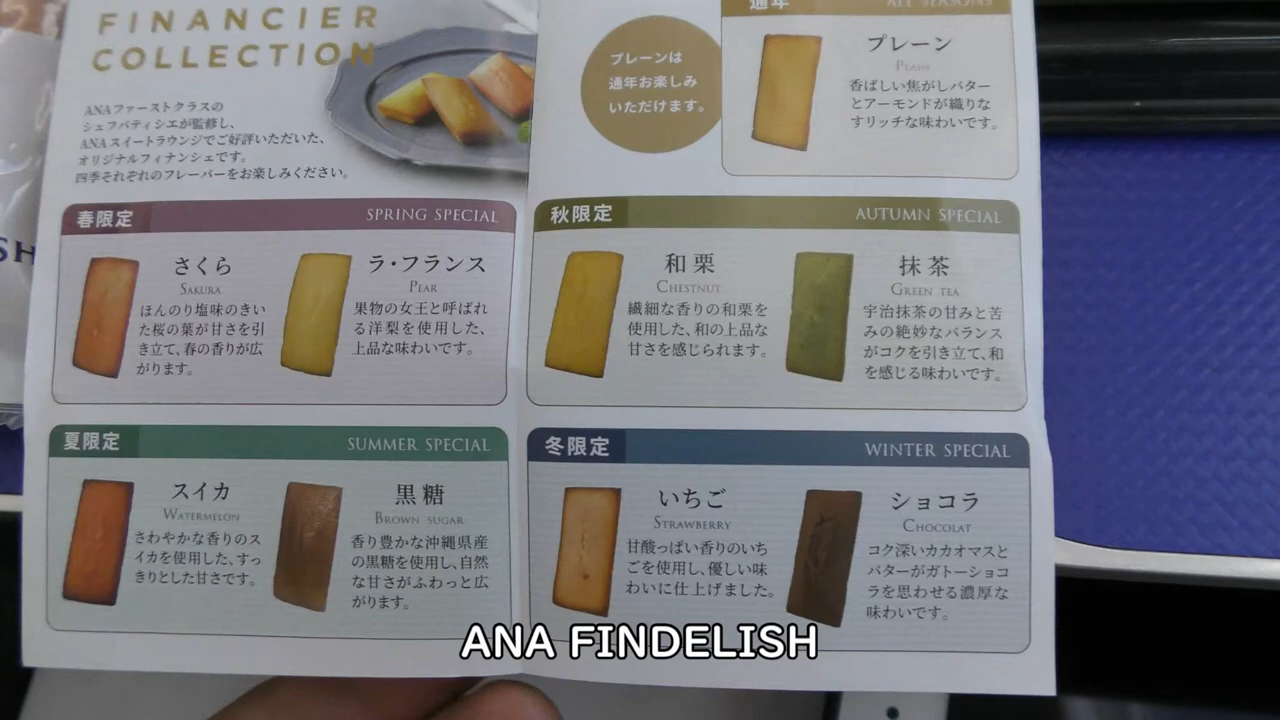 FINANCIER
COLLECTION
ANAファーストクラスの
シェフパティシエが監修し、
ANAスイートラウンジでご好評いただいた、
オリジナルフィナンシェです。
四季それぞれのフレーバーをお楽しみください。
プレーンは
通年お楽しみ
いただけます。
通年 ALL SEASONS
プレーン
PLAIN
香ばしい焦がしバター
とアーモンドが織りな
すリッチな味わいです。
春限定 SPRING SPECIAL
さくら
SAKURA
ほんのり塩味のきい
た桜の葉が甘さを引
き立て、春の香りが広
がります。
ラ・フランス
PEAR
果物の女王と呼ばれ
る洋梨を使用した、
上品な味わいです。
秋限定 AUTUMN SPECIAL
和栗
CHESTNUT
繊細な香りの和栗を
使用した、和の上品な
甘さを感じられます。
抹茶
GREEN TEA
宇治抹茶の甘みと苦
みの絶妙なバランス
がコクを引き立て、和
を感じる味わいです。
夏限定 SUMMER SPECIAL
スイカ
WATERMELON
さわやかな香りのス
イカを使用した、すっ
きりとした甘さです。
黒糖
BROWN SUGAR
香り豊かな沖縄県産
の黒糖を使用し、自然
な甘さがふわっと広
がります。
冬限定 WINTER SPECIAL
いちご
STRAWBERRY
甘酸っぱい香りのいち
ごを使用し、優しい味
わいに仕上げました。
ショコラ
CHOCOLAT
コク深いカカオマスと
バターがガトーショコ
ラを思わせる濃厚な
味わいです。
SH
ANA FINDELISH